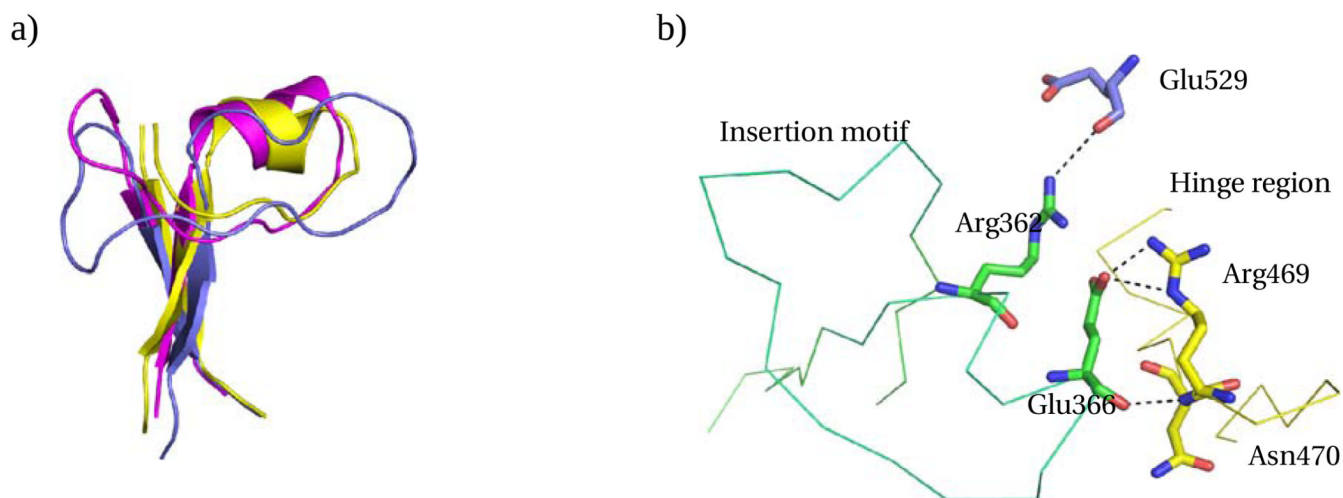 a)
b)
Glu529
Insertion motif
Hinge region
Arg362
Arg469
Glu366
Asn470